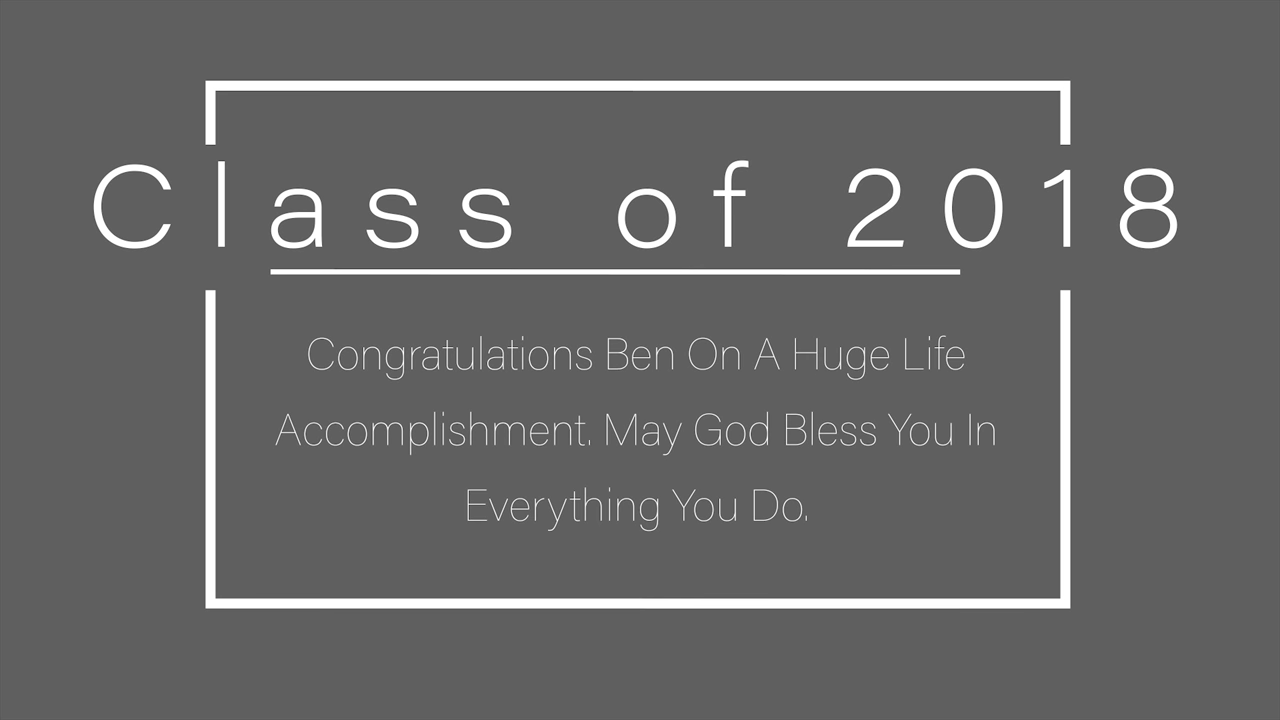 Class of 2018
Congratulations Ben On A Huge Life
Accomplishment. May God Bless You In
Everything You Do.